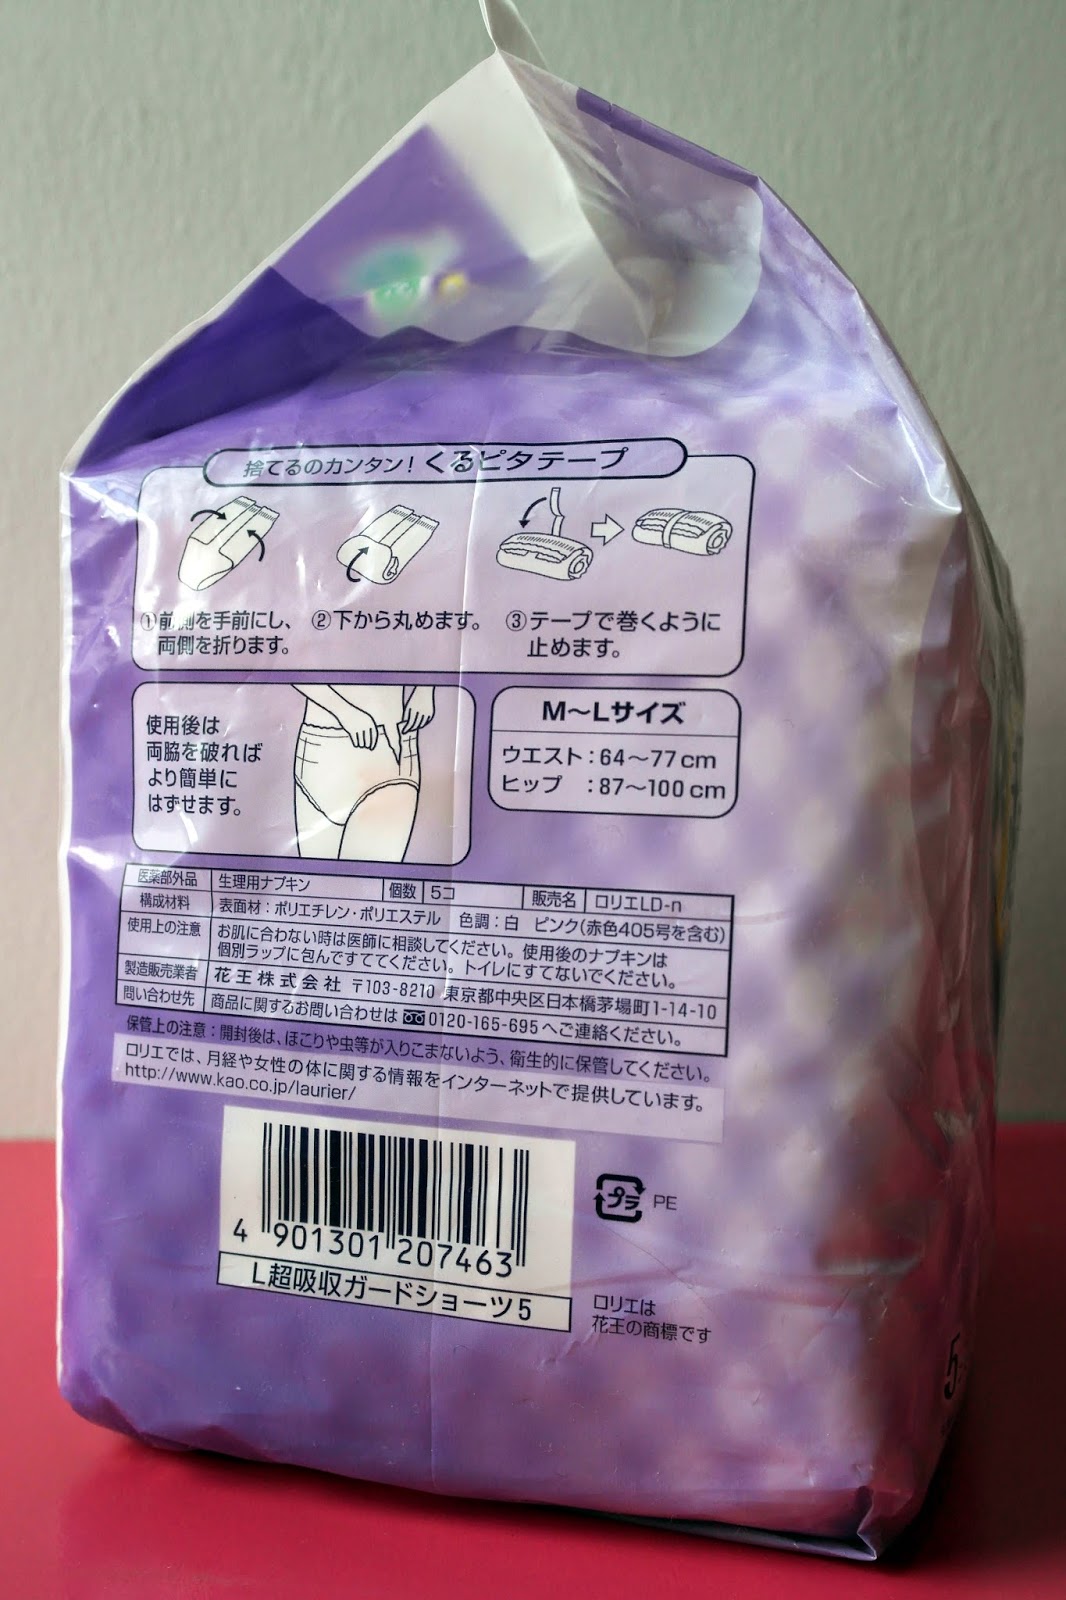 捨てるのカンタン!くるピタテープ
①前側を手前にし、
両側を折ります。
②下から丸めます。
③テープで巻くように
止めます。
使用後は
両脇を破れば
より簡単に
はずせます。
M〜Lサイズ
ウエスト:64〜77cm
ヒップ :87〜100cm
医薬部外品 生理用ナプキン 個数 5コ 販売名 ロリエLD-n
構成材料 表面材:ポリエチレン・ポリエステル 色調:白 ピンク(赤色405号を含む)
使用上の注意 お肌に合わない時は医師に相談してください。使用後のナプキンは
個別ラップに包んですててください。トイレにすてないでください。
製造販売業者 花王株式会社 〒103-8210 東京都中央区日本橋茅場町1-14-10
問い合わせ先 商品に関するお問い合わせは 0120-165-695へご連絡ください。
保管上の注意:開封後は、ほこりや虫等が入りこまないよう、衛生的に保管してください。
ロリエでは、月経や女性の体に関する情報をインターネットで提供しています。
http://www.kao.co.jp/laurier/
4 901301 207463
L超吸収ガードショーツ5
プラ PE
ロリエは
花王の商標です